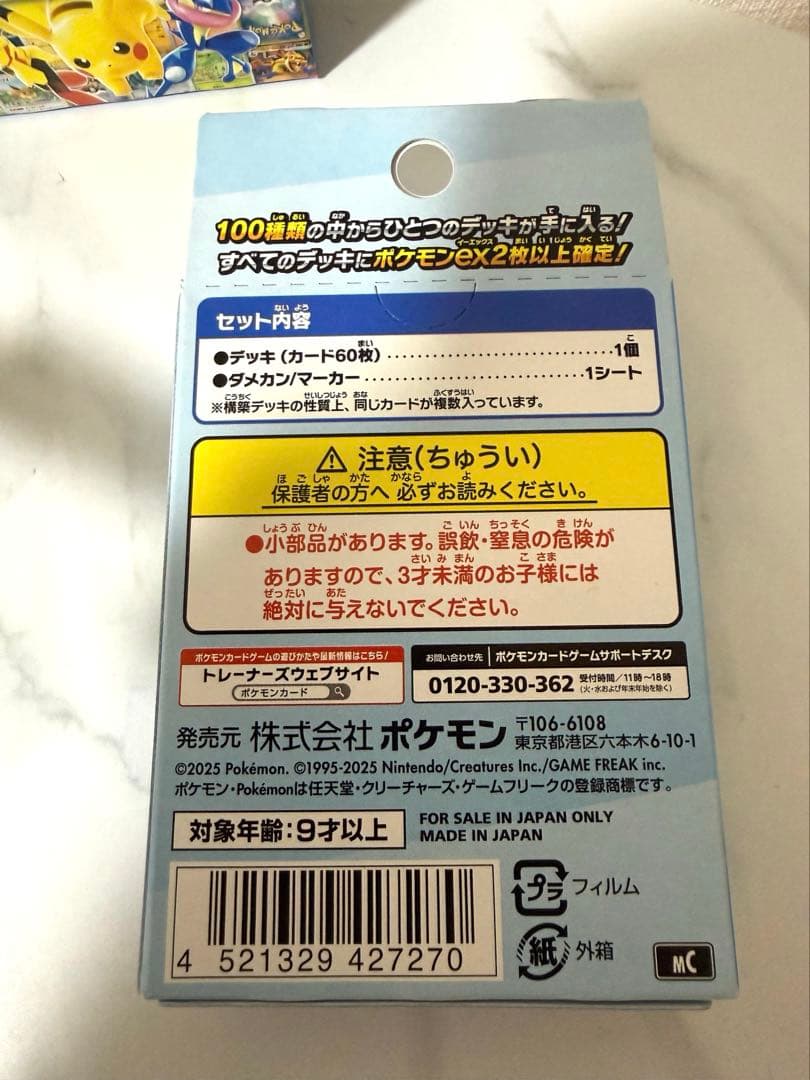 100種類の中からひとつのデッキが手に入る!
すべてのデッキにポケモンex2枚以上確定!
セット内容
●デッキ(カード60枚)..............................1個
●ダメカン/マーカー..............................1シート
※構築デッキの性質上、同じカードが複数入っています。
⚠ 注意(ちゅうい)
保護者の方へ 必ずお読みください。
●小部品があります。誤飲・窒息の危険が
ありますので、3才未満のお子様には
絶対に与えないでください。
ポケモンカードゲームの遊びかたや最新情報はこちら!
トレーナーズウェブサイト
ポケモンカード
お問い合わせ先 ポケモンカードゲームサポートデスク
0120-330-362 受付時間/11時〜18時
(火・水および年末年始を除く)
発売元 株式会社 ポケモン 〒106-6108
東京都港区六本木6-10-1
©2025 Pokémon. ©1995-2025 Nintendo/Creatures Inc./GAME FREAK inc.
ポケモン・Pokémonは任天堂・クリーチャーズ・ゲームフリークの登録商標です。
対象年齢:9才以上
FOR SALE IN JAPAN ONLY
MADE IN JAPAN
プラ フィルム
紙 外箱
4 521329 427270
MC